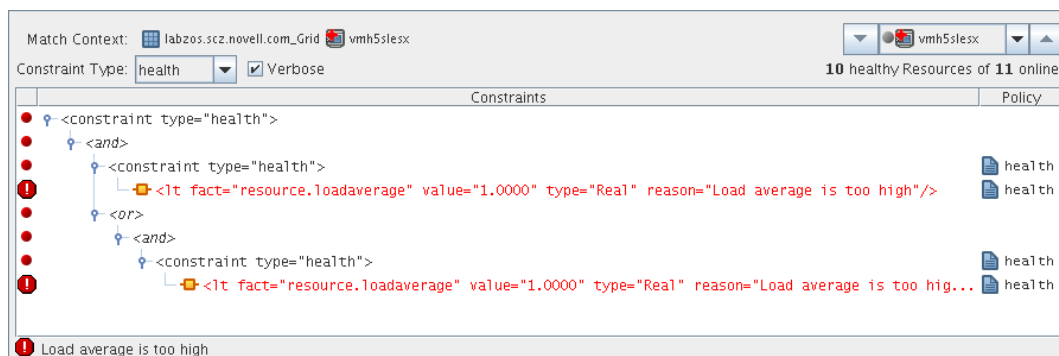 Match Context: labzos.scz.novell.com_Grid vmh5slesx vmh5slesx
Constraint Type: health Verbose 10 healthy Resources of 11 online
Constraints Policy
<constraint type="health">
<and>
<constraint type="health"> health
<lt fact="resource.loadaverage" value="1.0000" type="Real" reason="Load average is too high"/> health
<or>
<and>
<constraint type="health"> health
<lt fact="resource.loadaverage" value="1.0000" type="Real" reason="Load average is too hig... health
Load average is too high